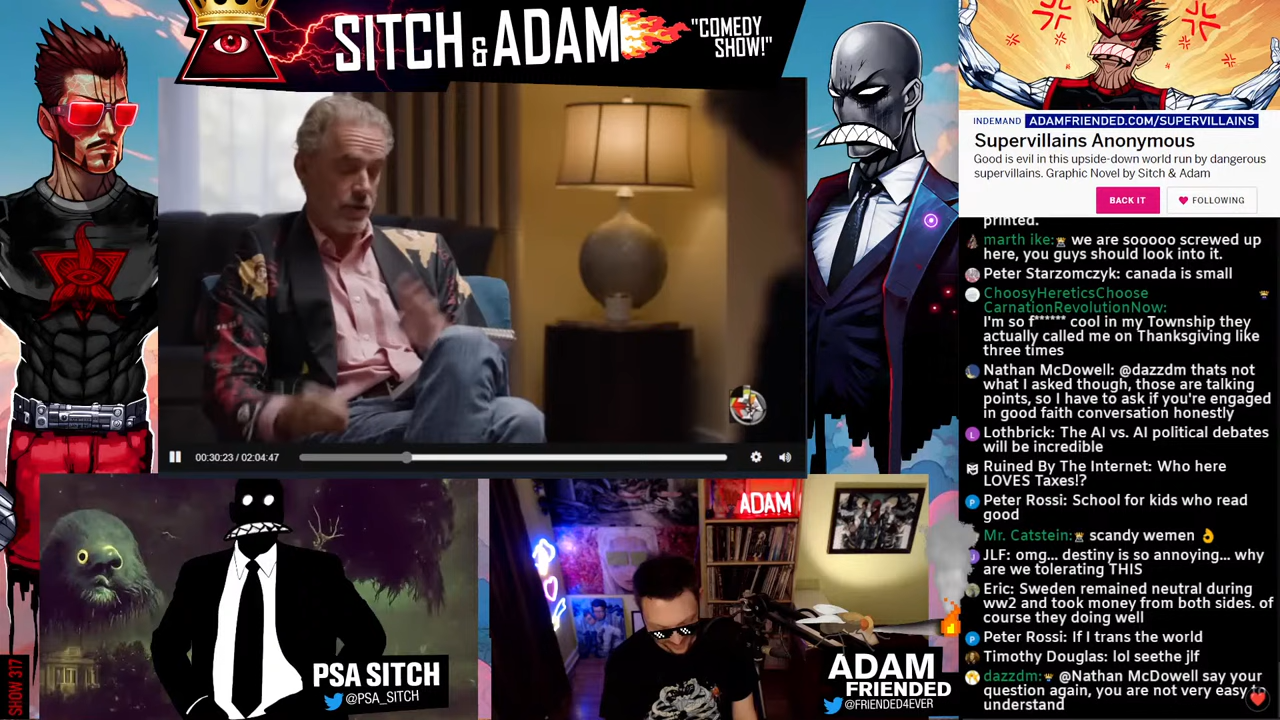 SITCH & ADAM
"COMEDY
SHOW!"
INDEMAND ADAMFRIENDED.COM/SUPERVILLAINS
Supervillains Anonymous
Good is evil in this upside-down world run by dangerous
supervillains. Graphic Novel by Sitch & Adam
BACK IT
FOLLOWING
printed.
marth ike: we are sooooo screwed up
here, you guys should look into it.
Peter Starzomczyk: canada is small
ChoosyHereticsChoose
CarnationRevolutionNow:
I'm so f****** cool in my Township they
actually called me on Thanksgiving like
three times
Nathan McDowell: @dazzdm thats not
what I asked though, those are talking
points, so I have to ask if you're engaged
in good faith conversation honestly
L Lothbrick: The AI vs. AI political debates
will be incredible
Ruined By The Internet: Who here
LOVES Taxes!?
P Peter Rossi: School for kids who read
good
Mr. Catstein: scandy wemen 👌
J JLF: omg... destiny is so annoying... why
are we tolerating THIS
Eric: Sweden remained neutral during
ww2 and took money from both sides. of
course they doing well
P Peter Rossi: If I trans the world
Timothy Douglas: lol seethe jlf
dazzdm: @Nathan McDowell say your
question again, you are not very easy to
understand
00:30:23 / 02:04:47
ADAM
PSA SITCH
@PSA_SITCH
ADAM
FRIENDED
@FRIENDED4EVER
SHOW 317